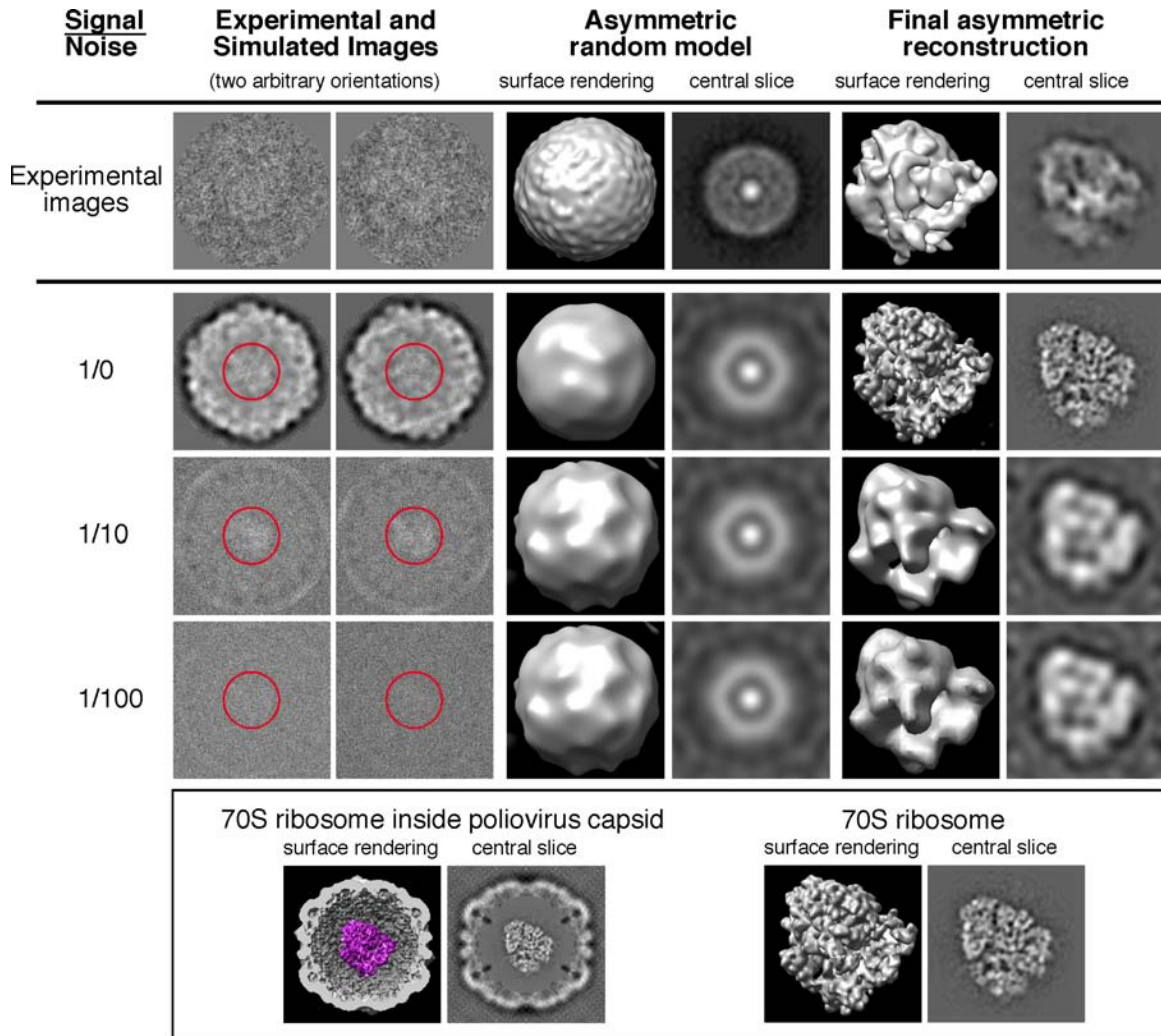 Signal
Noise
Experimental and
Simulated Images
(two arbitrary orientations)
Asymmetric
random model
surface rendering central slice
Final asymmetric
reconstruction
surface rendering central slice
Experimental
images
1/0
1/10
1/100
70S ribosome inside poliovirus capsid
surface rendering central slice
70S ribosome
surface rendering central slice